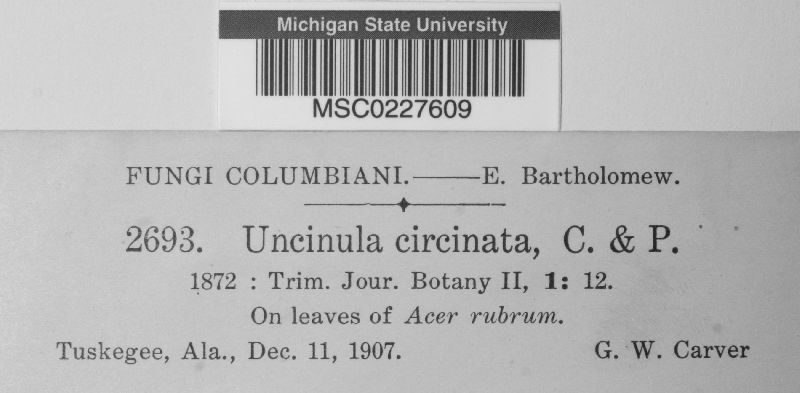 Michigan State University
MSC0227609
FUNGI COLUMBIANI.——E. Bartholomew.
2693. Uncinula circinata, C. & P.
1872 : Trim. Jour. Botany II, 1: 12.
On leaves of Acer rubrum.
Tuskegee, Ala., Dec. 11, 1907. G. W. Carver